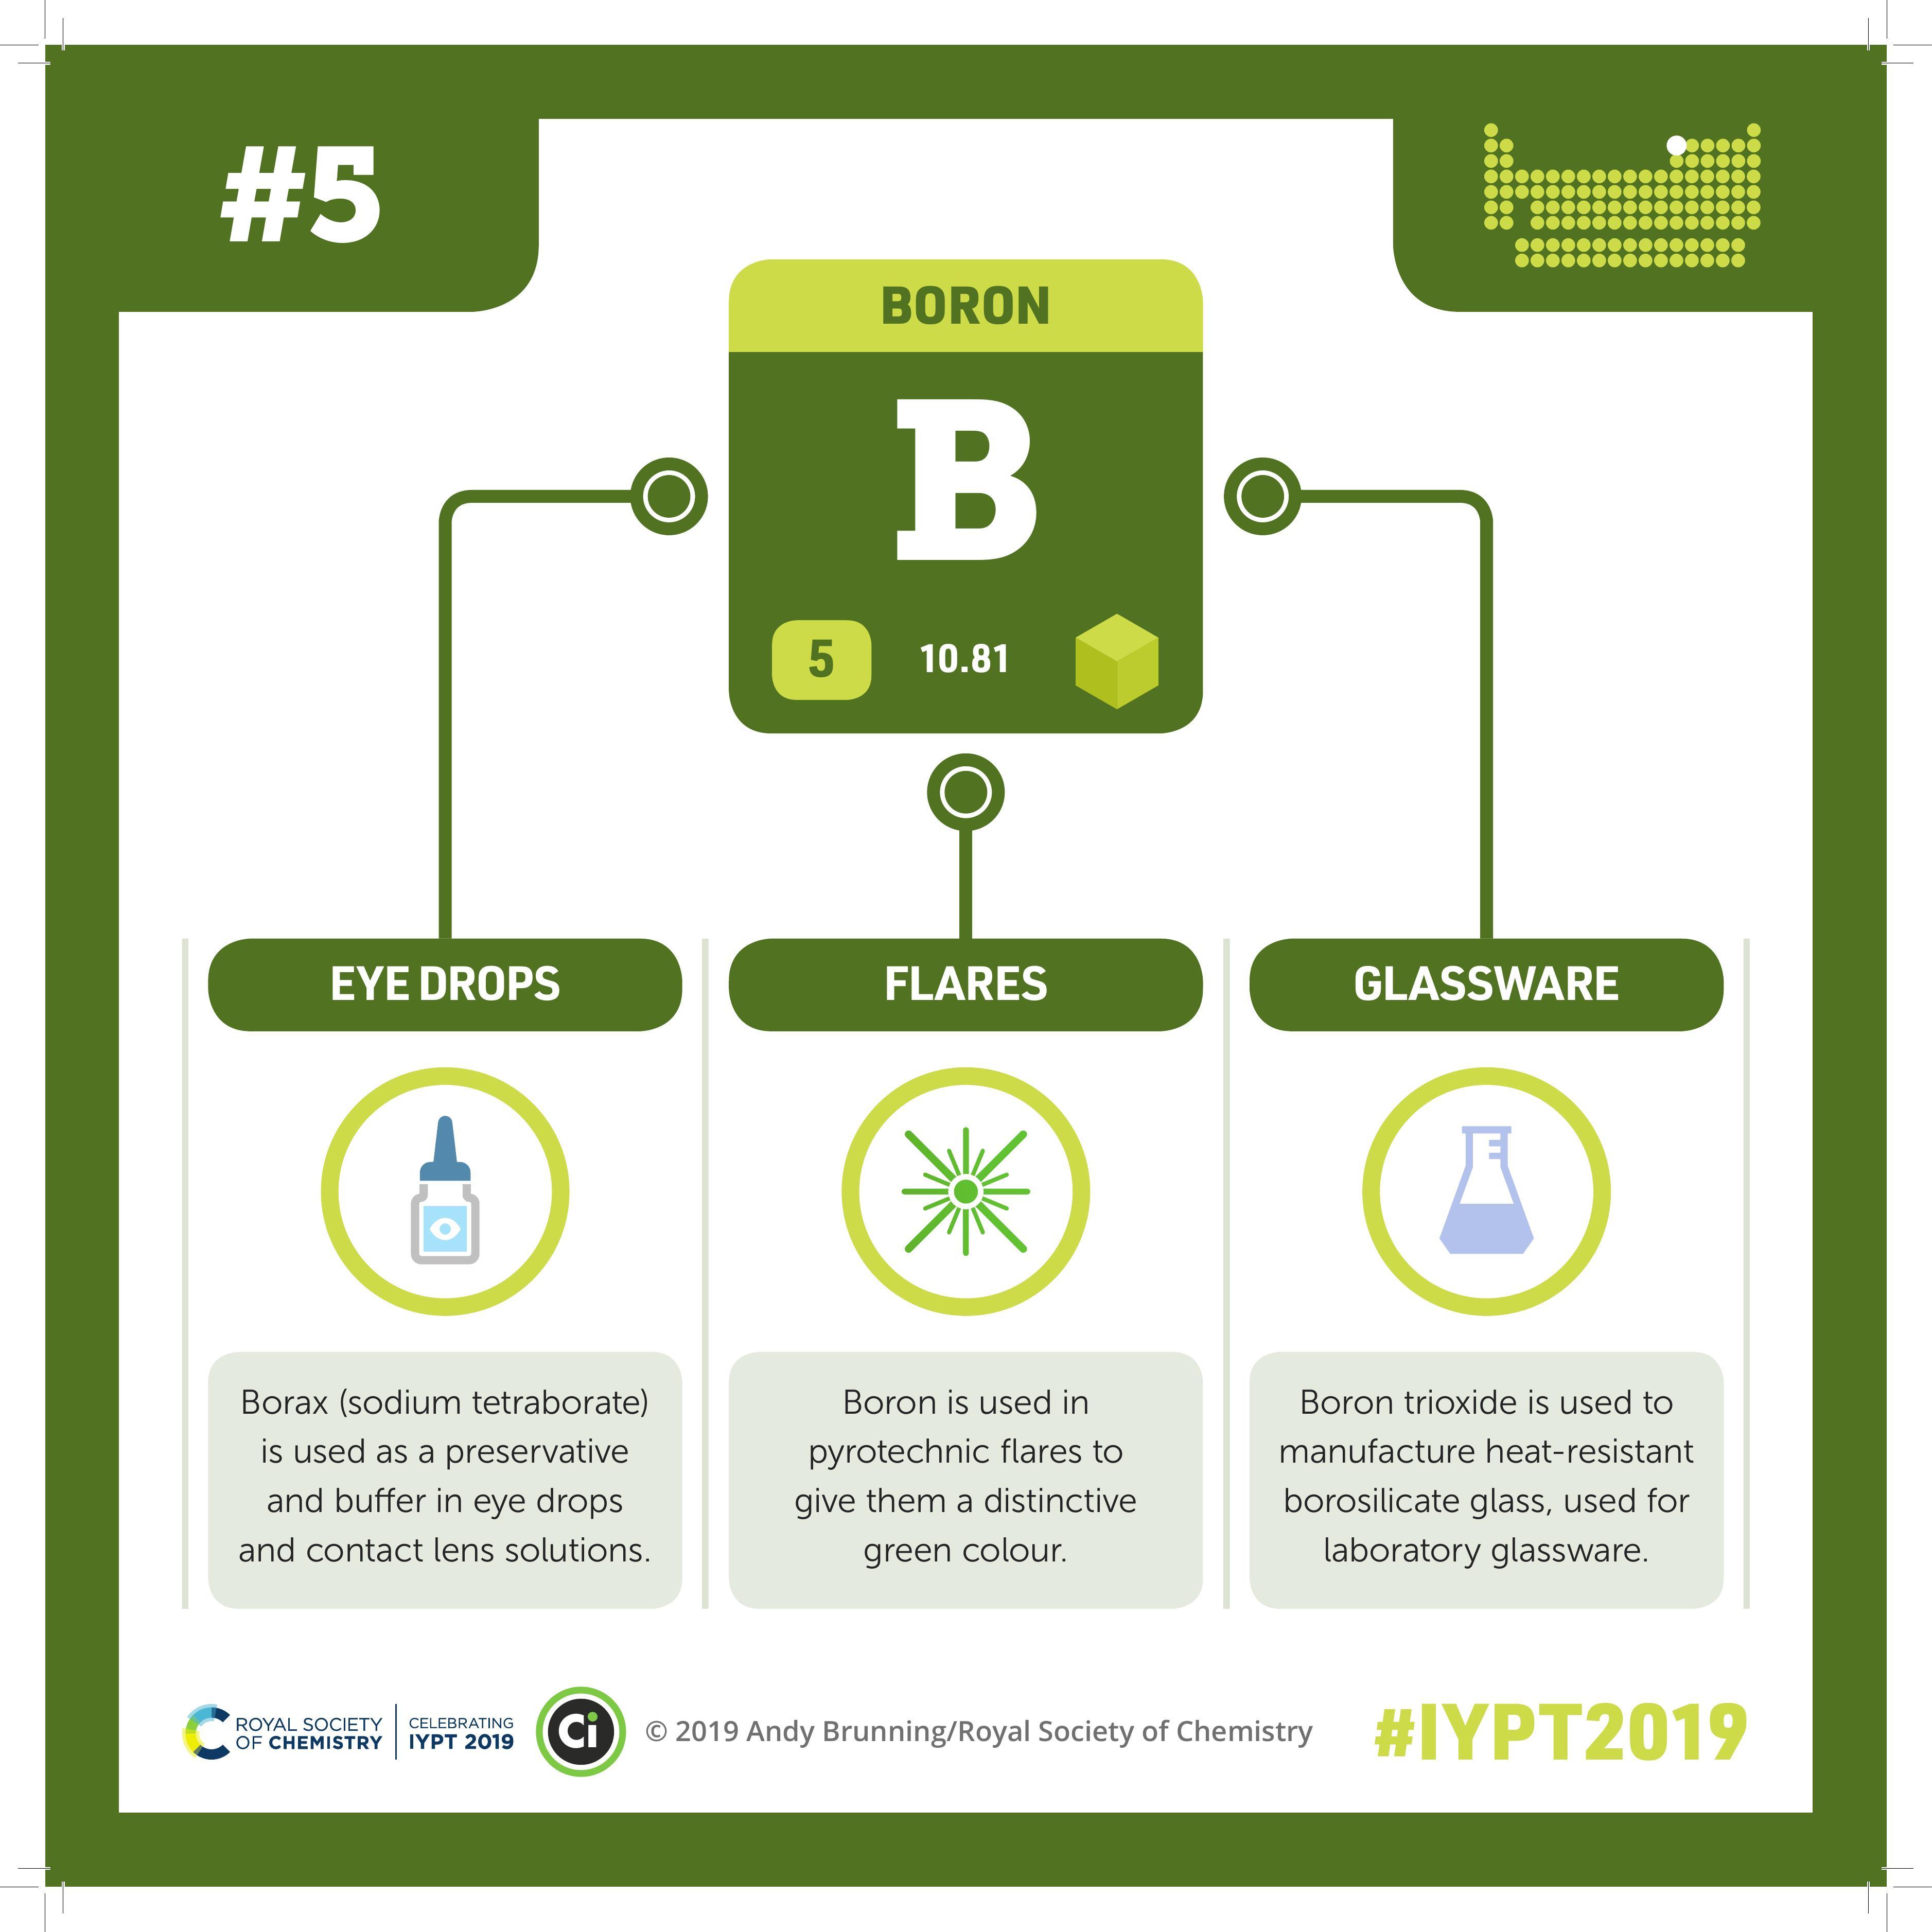 #5
BORON
B
5 10.81
EYE DROPS
Borax (sodium tetraborate)
is used as a preservative
and buffer in eye drops
and contact lens solutions.
FLARES
Boron is used in
pyrotechnic flares to
give them a distinctive
green colour.
GLASSWARE
Boron trioxide is used to
manufacture heat-resistant
borosilicate glass, used for
laboratory glassware.
ROYAL SOCIETY
OF CHEMISTRY
CELEBRATING
IYPT 2019
Ci
© 2019 Andy Brunning/Royal Society of Chemistry
#IYPT2019